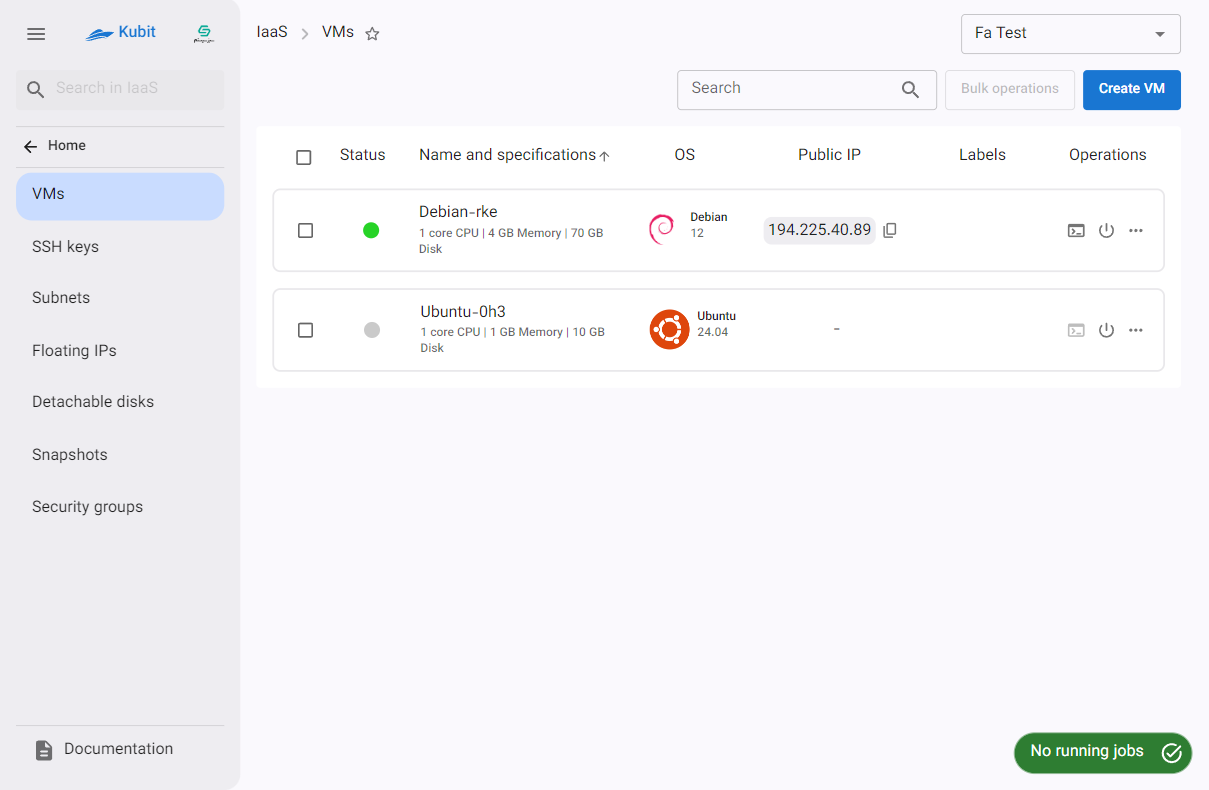 Kubit
IaaS
VMs
Fa Test
Search in IaaS
Search
Bulk operations
Create VM
Home
VMs
SSH keys
Subnets
Floating IPs
Detachable disks
Snapshots
Security groups
Documentation
Status
Name and specifications
OS
Public IP
Labels
Operations
Debian-rke
1 core CPU | 4 GB Memory | 70 GB
Disk
Debian
12
194.225.40.89
Ubuntu-0h3
1 core CPU | 1 GB Memory | 10 GB
Disk
Ubuntu
24.04
-
No running jobs